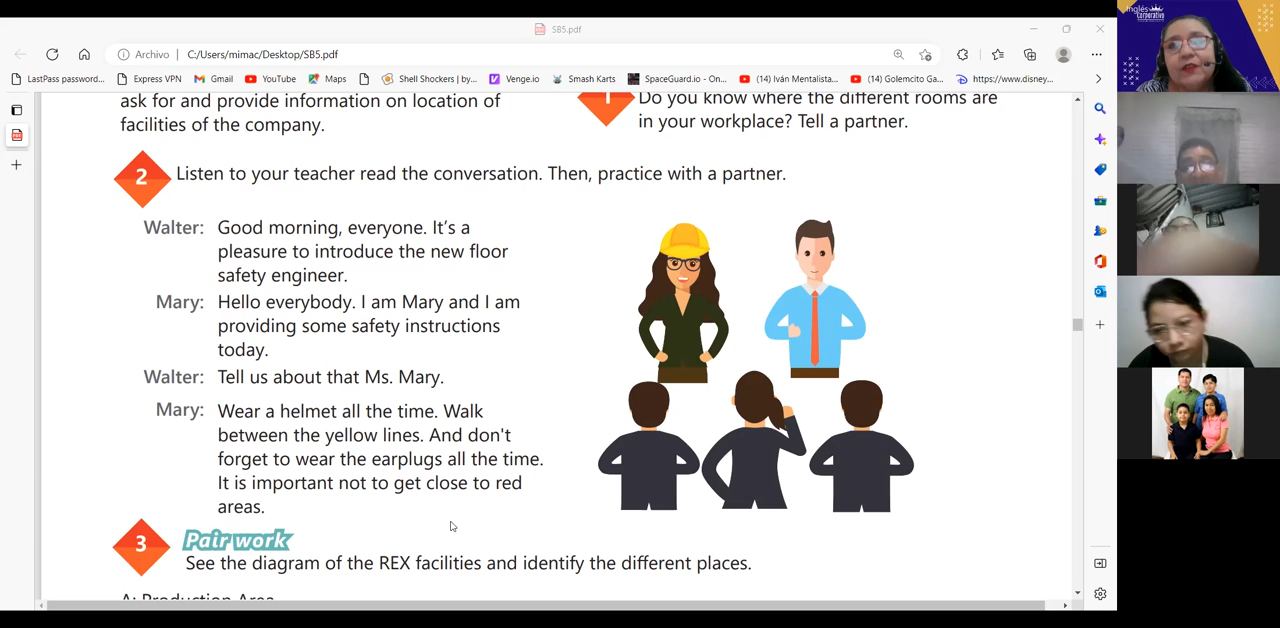 SB5.pdf
Archivo
C:/Users/mimac/Desktop/SB5.pdf
LastPass password...
Express VPN
Gmail
YouTube
Maps
Shell Shockers | by...
Venge.io
Smash Karts
SpaceGuard.io - On...
(14) Iván Mentalista...
(14) Golemcito Ga...
https://www.disney...
ask for and provide information on location of
facilities of the company.
1
Do you know where the different rooms are
in your workplace? Tell a partner.
2
Listen to your teacher read the conversation. Then, practice with a partner.
Walter: Good morning, everyone. It's a
pleasure to introduce the new floor
safety engineer.
Mary: Hello everybody. I am Mary and I am
providing some safety instructions
today.
Walter: Tell us about that Ms. Mary.
Mary: Wear a helmet all the time. Walk
between the yellow lines. And don't
forget to wear the earplugs all the time.
It is important not to get close to red
areas.
3
Pair work
See the diagram of the REX facilities and identify the different places.
A: Production Area
Inglés
Corporativo